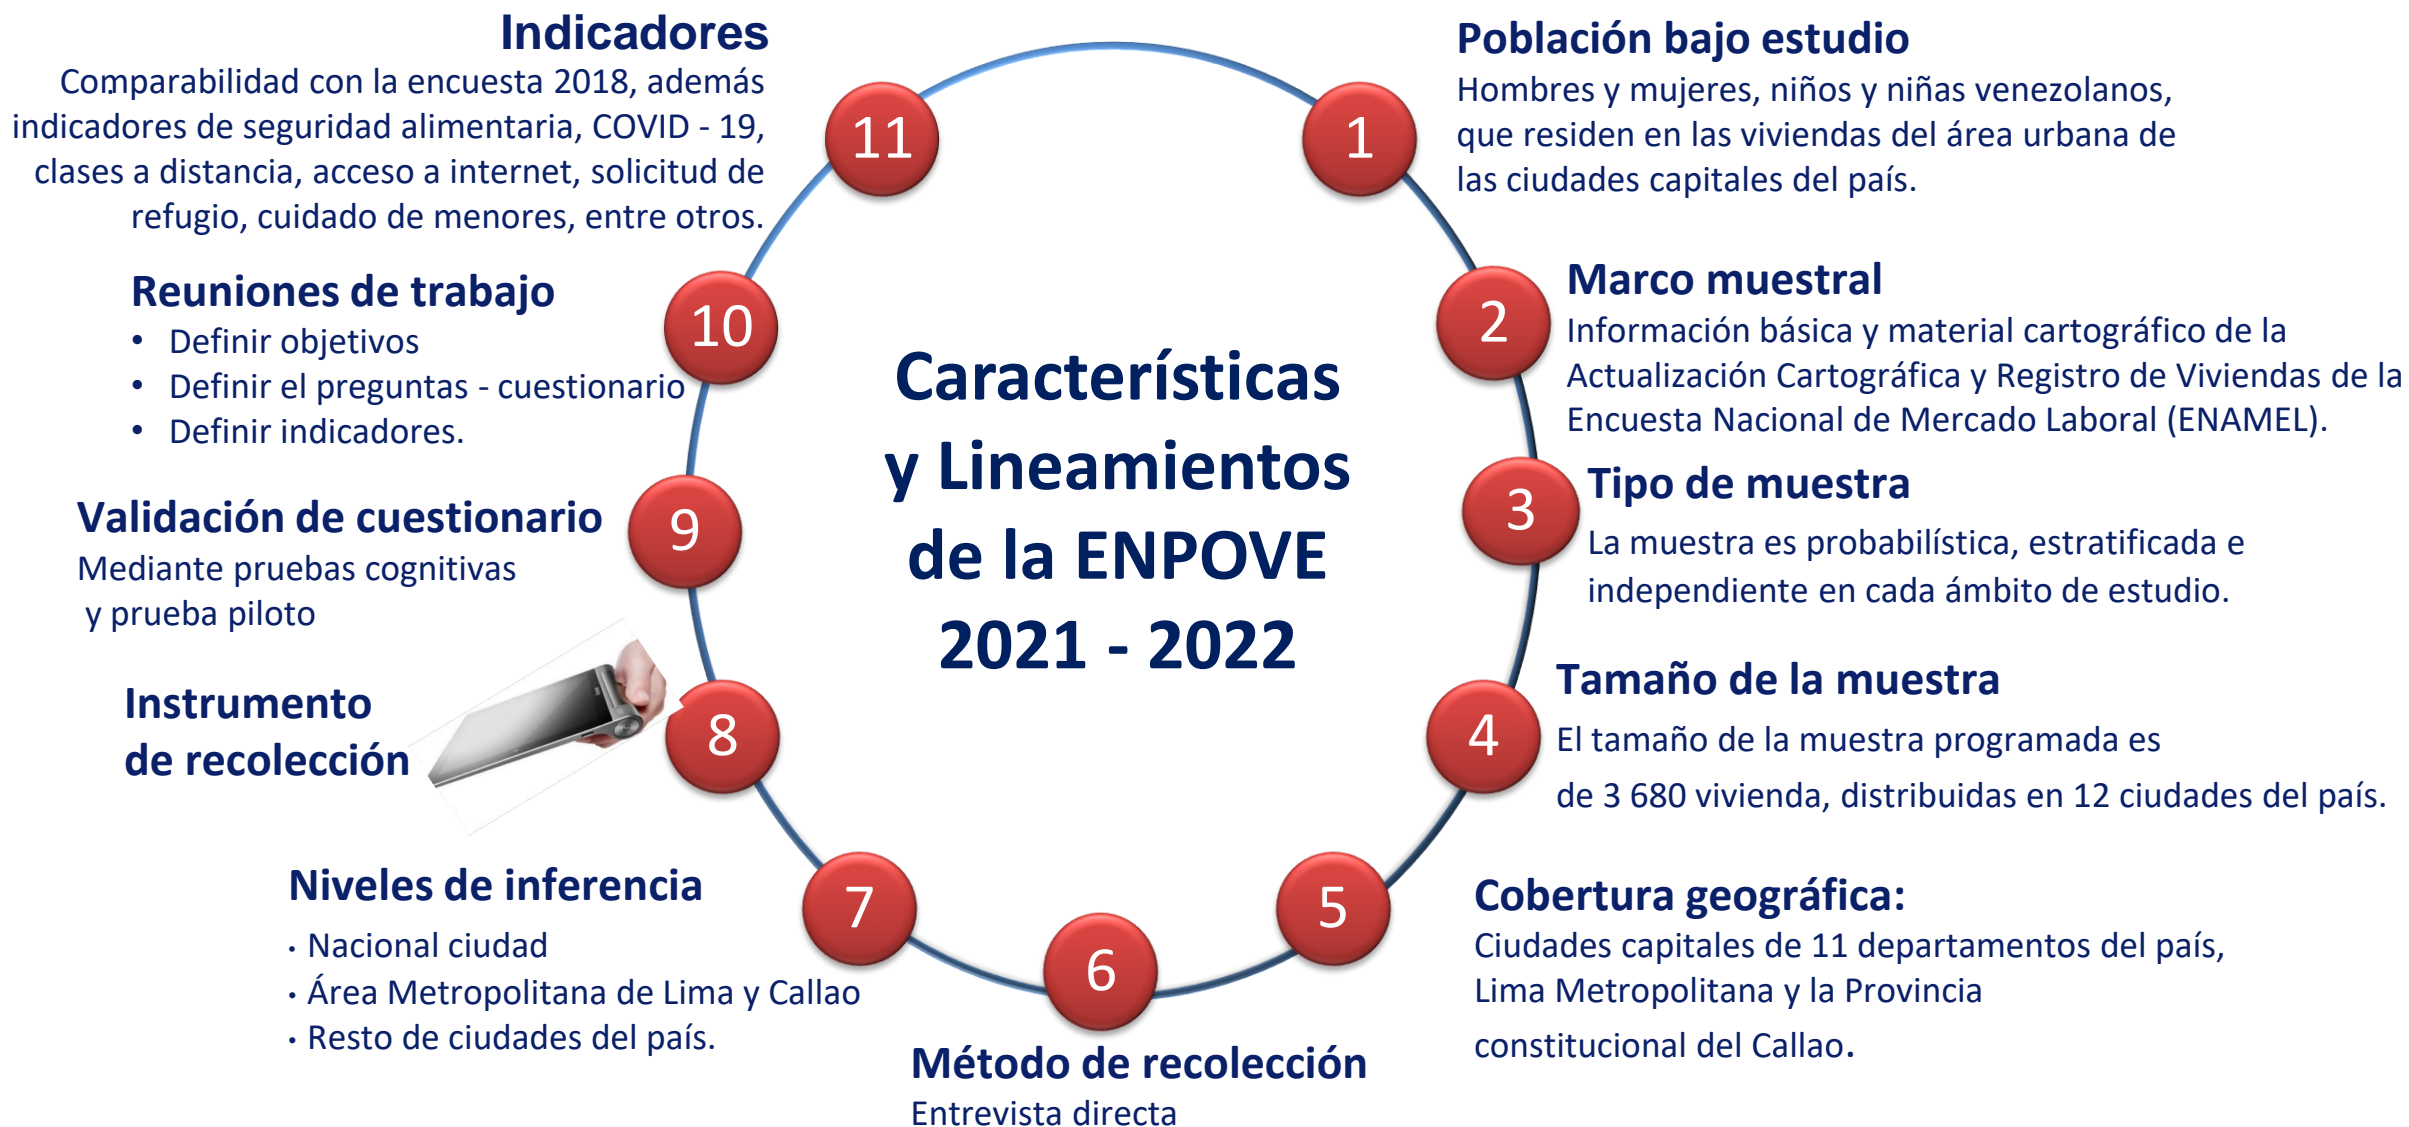 Indicadores
Comparabilidad con la encuesta 2018, además
indicadores de seguridad alimentaria, COVID - 19,
clases a distancia, acceso a internet, solicitud de
refugio, cuidado de menores, entre otros.
Reuniones de trabajo
• Definir objetivos
• Definir el preguntas - cuestionario
• Definir indicadores.
Validación de cuestionario
Mediante pruebas cognitivas
y prueba piloto
Instrumento
de recolección
Niveles de inferencia
• Nacional ciudad
• Área Metropolitana de Lima y Callao
• Resto de ciudades del país.
11
10
9
8
7
6
5
4
3
2
1
Características
y Lineamientos
de la ENPOVE
2021 - 2022
Método de recolección
Entrevista directa
Población bajo estudio
Hombres y mujeres, niños y niñas venezolanos,
que residen en las viviendas del área urbana de
las ciudades capitales del país.
Marco muestral
Información básica y material cartográfico de la
Actualización Cartográfica y Registro de Viviendas de la
Encuesta Nacional de Mercado Laboral (ENAMEL).
Tipo de muestra
La muestra es probabilística, estratificada e
independiente en cada ámbito de estudio.
Tamaño de la muestra
El tamaño de la muestra programada es
de 3 680 vivienda, distribuidas en 12 ciudades del país.
Cobertura geográfica:
Ciudades capitales de 11 departamentos del país,
Lima Metropolitana y la Provincia
constitucional del Callao.